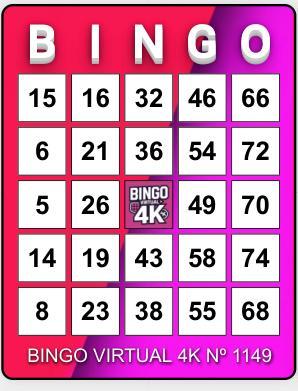 B I N G O
15 16 32 46 66
6 21 36 54 72
5 26 BINGO VIRTUAL 4K 49 70
14 19 43 58 74
8 23 38 55 68
BINGO VIRTUAL 4K Nº 1149